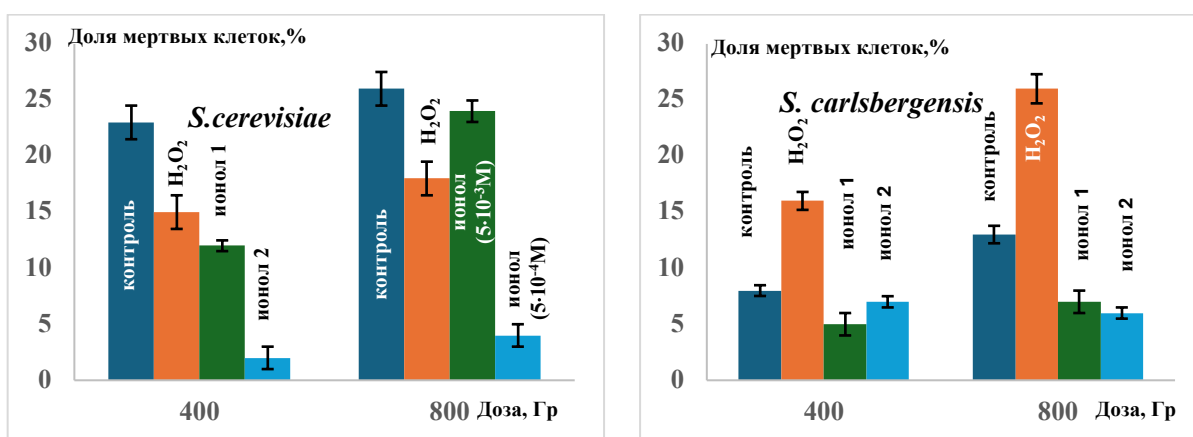 Доля мертвых клеток,%
30
25
20
15
10
5
0
S.cerevisiae
контроль
H₂O₂
ионол 1
ионол 2
контроль
H₂O₂
ионол
(5·10⁻³М)
ионол
(5·10⁻⁴М)
400
800
Доза, Гр
Доля мертвых клеток,%
30
25
20
15
10
5
0
S. carlsbergensis
контроль
H₂O₂
ионол 1
ионол 2
контроль
H₂O₂
ионол 1
ионол 2
400
800
Доза, Гр